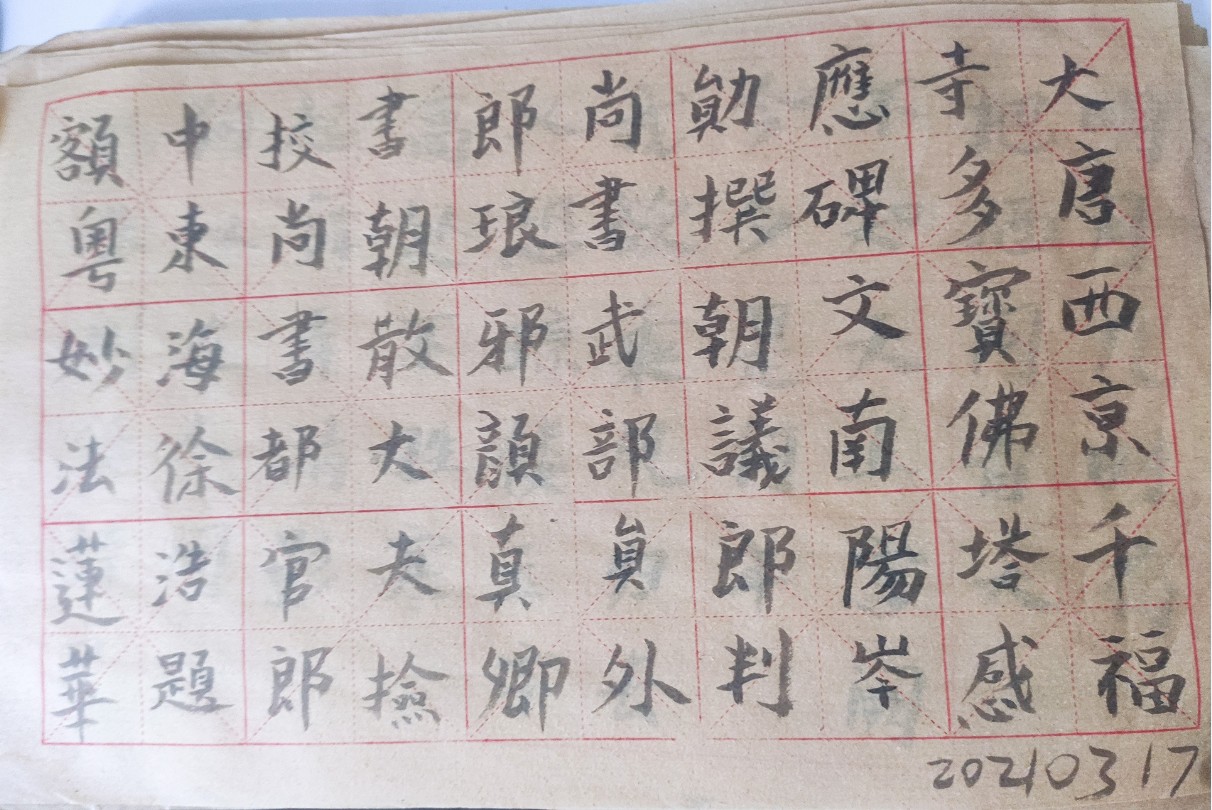 大唐西京千福
寺多寶佛塔感
應碑文南陽岑
勛撰朝議郎判
尚書武部員外
郎琅邪顏真卿
書朝散大夫撿
挍尚書都官郎
中東海徐浩題
額粵妙法蓮華
20210317